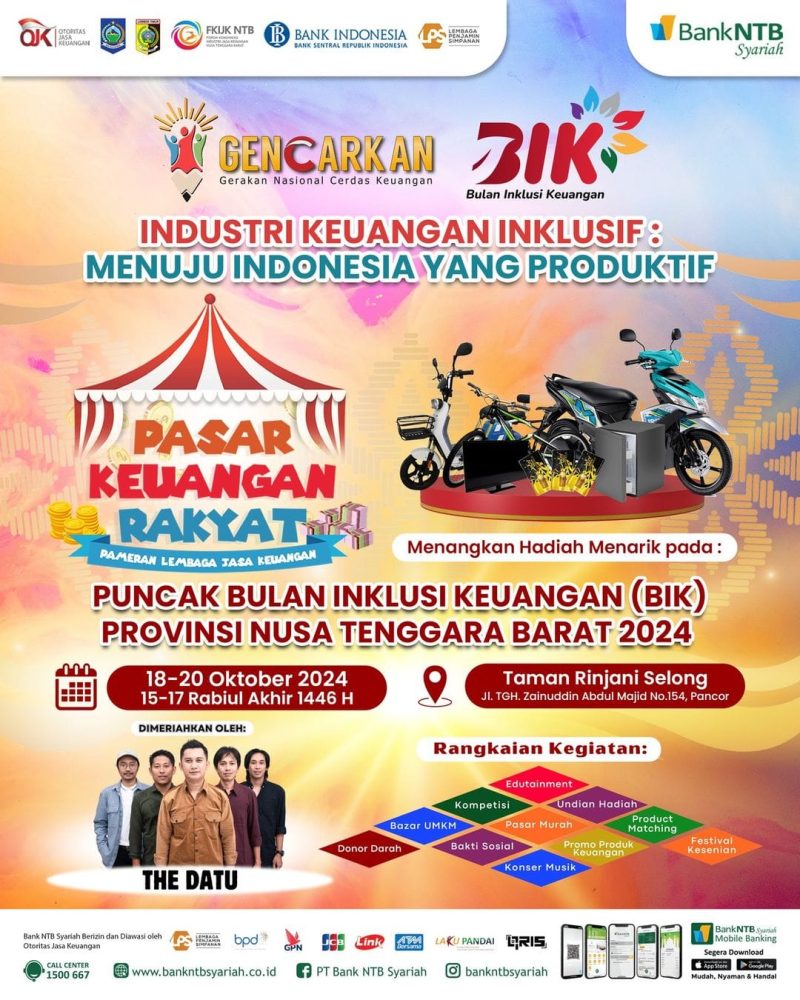 OJK OTORITAS JASA KEUANGAN
FKIJK NTB
BANK INDONESIA
BANK SENTRAL REPUBLIK INDONESIA
LPS LEMBAGA PENJAMIN SIMPANAN
BankNTB
Syariah
GENCARKAN
Gerakan Nasional Cerdas Keuangan
BIK
Bulan Inklusi Keuangan
INDUSTRI KEUANGAN INKLUSIF :
MENUJU INDONESIA YANG PRODUKTIF
PASAR
KEUANGAN
RAKYAT
PAMERAN LEMBAGA JASA KEUANGAN
Menangkan Hadiah Menarik pada :
PUNCAK BULAN INKLUSI KEUANGAN (BIK)
PROVINSI NUSA TENGGARA BARAT 2024
18-20 Oktober 2024
15-17 Rabiul Akhir 1446 H
Taman Rinjani Selong
Jl. TGH. Zainuddin Abdul Majid No.154, Pancor
DIMERIAHKAN OLEH:
THE DATU
Rangkaian Kegiatan:
Edutainment
Kompetisi
Undian Hadiah
Bazar UMKM
Pasar Murah
Product Matching
Donor Darah
Bakti Sosial
Promo Produk Keuangan
Festival Kesenian
Konser Musik
Bank NTB Syariah Berizin dan Diawasi oleh
Otoritas Jasa Keuangan
LPS LEMBAGA PENJAMIN SIMPANAN
bpd
GPN
JCB
Link
ATM Bersama
LAKU PANDAI
QRIS
BankNTB Syariah
Mobile Banking
Segera Download
App Store
Google Play
Mudah, Nyaman & Handal
CALL CENTER
1500 667
www.bankntbsyariah.co.id
PT Bank NTB Syariah
bankntbsyariah